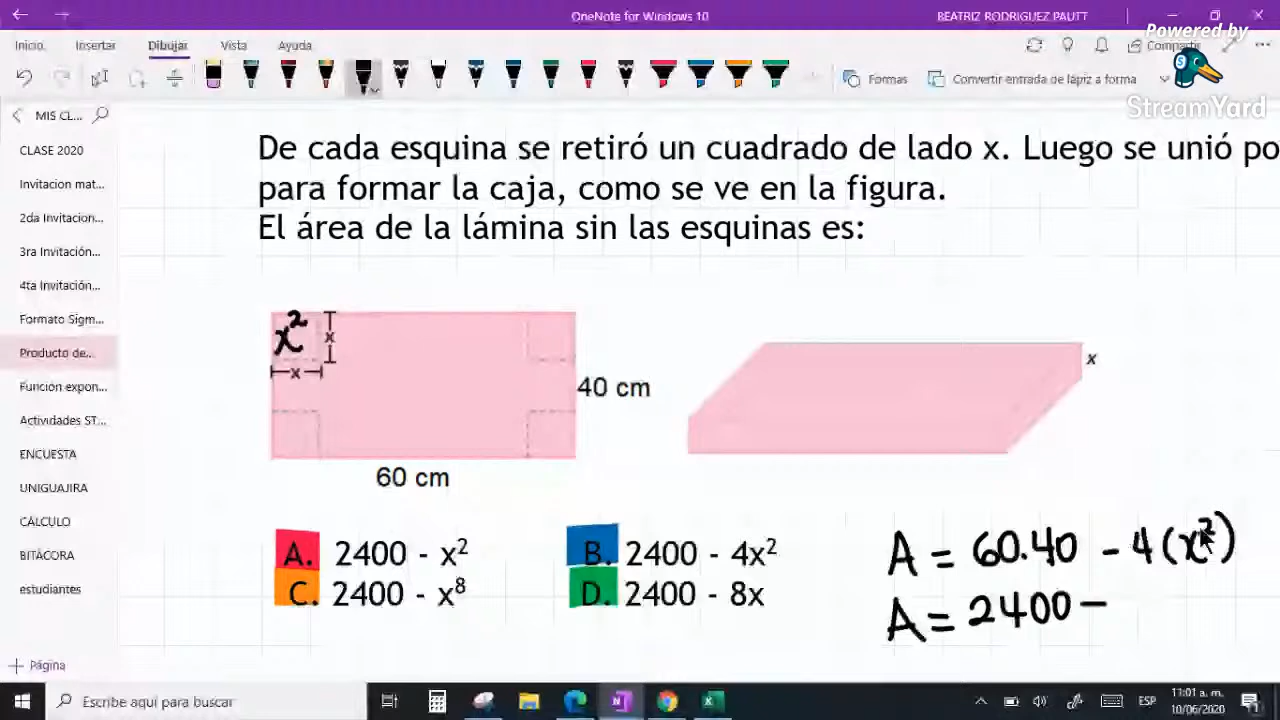 OneNote for Windows 10
BEATRIZ RODRIGUEZ PAUTT
Powered by
StreamYard
Inicio
Insertar
Dibujar
Vista
Ayuda
Compartir
Formas
Convertir entrada de lápiz a forma
MIS CL...
CLASE 2020
Invitacion mat...
2da Invitacion...
3ra Invitación...
4ta Invitación...
Formato Sigm...
Producto de...
Función expon...
Actividades ST...
ENCUESTA
UNIGUAJIRA
CÁLCULO
BITÁCORA
estudiantes
Página
De cada esquina se retiró un cuadrado de lado x. Luego se unió po
para formar la caja, como se ve en la figura.
El área de la lámina sin las esquinas es:
x²
x
x
40 cm
60 cm
x
A. 2400 - x²
B. 2400 - 4x²
C. 2400 - x⁸
D. 2400 - 8x
A = 60.40 - 4(x²)
A = 2400 -
Escribe aquí para buscar
ESP
11:01 a. m.
10/06/2020